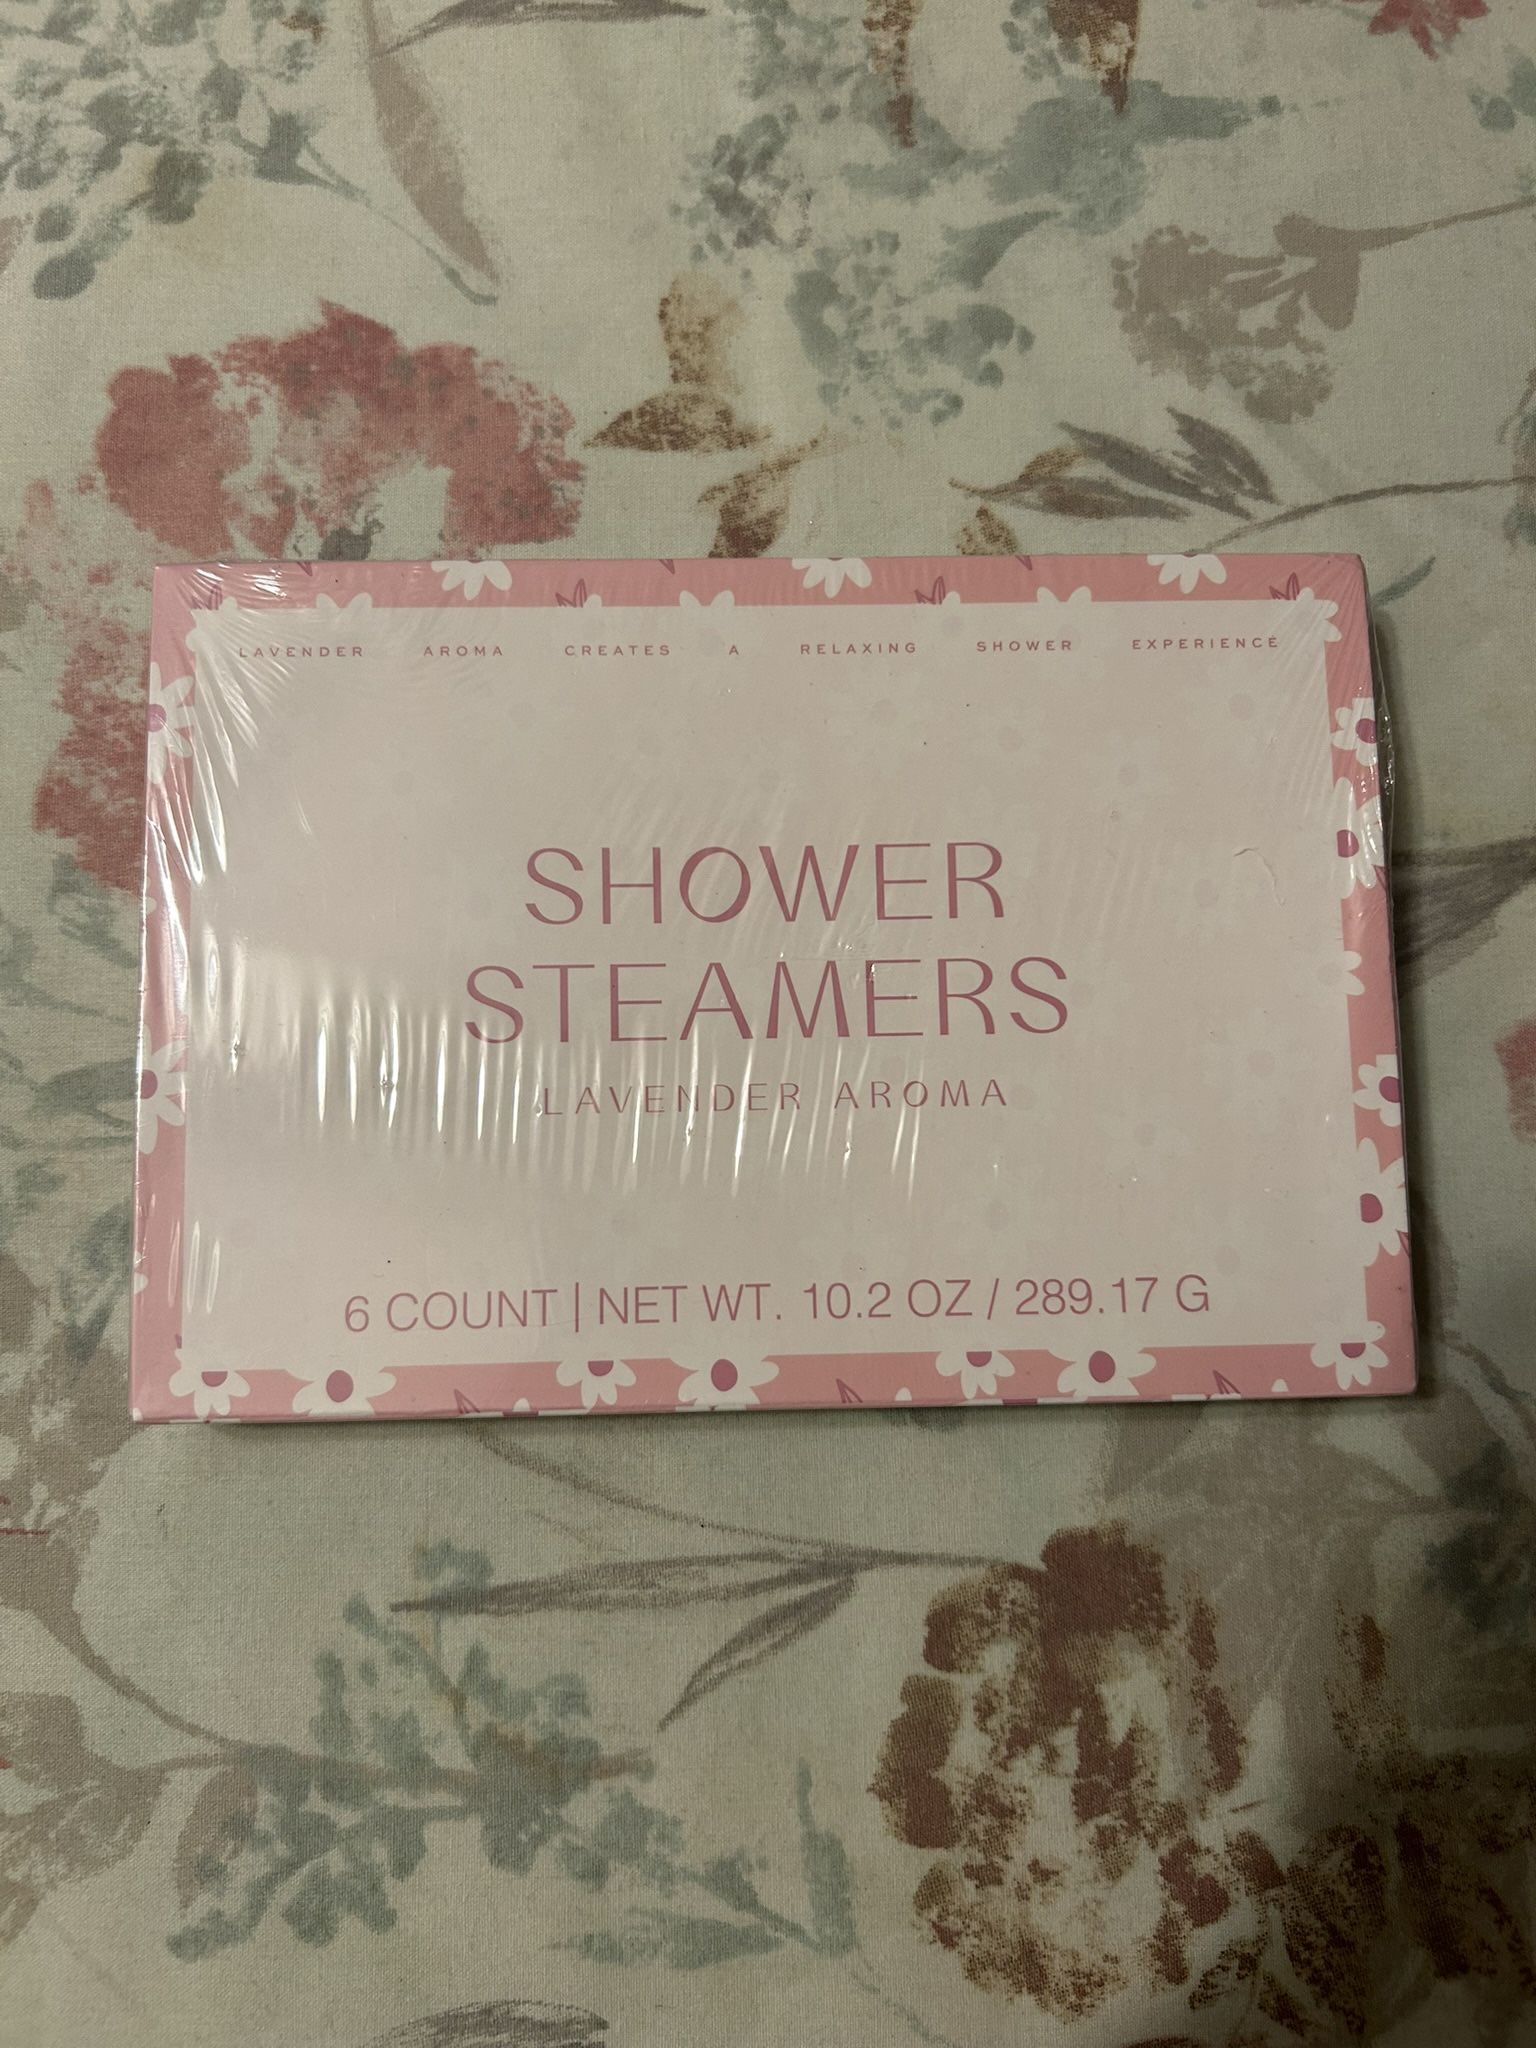 LAVENDER AROMA CREATES A RELAXING SHOWER EXPERIENCE
SHOWER
STEAMERS
LAVENDER AROMA
6 COUNT | NET WT. 10.2 OZ / 289.17 G